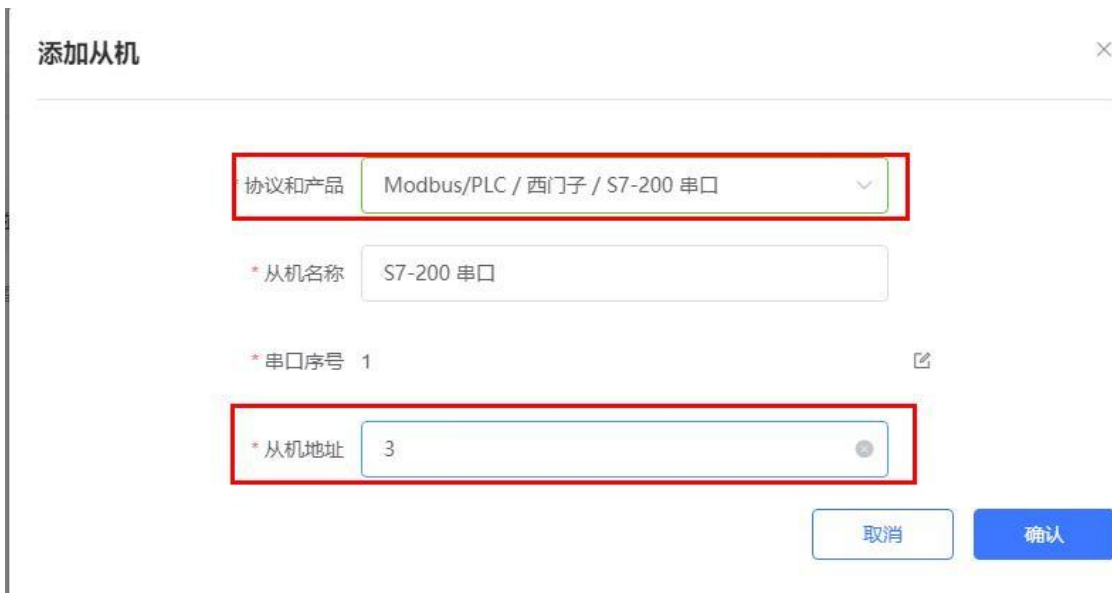 添加从机
* 协议和产品 Modbus/PLC / 西门子 / S7-200 串口
* 从机名称 S7-200 串口
* 串口序号 1
* 从机地址 3
取消 确认